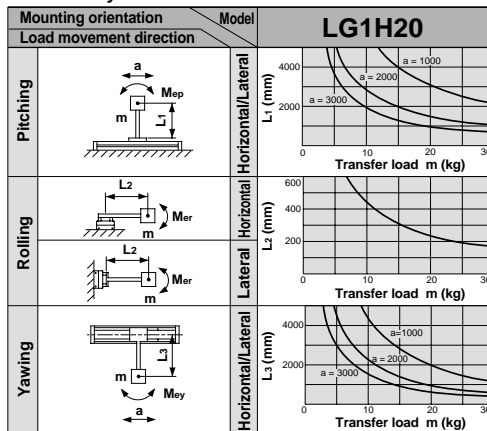 Mounting orientation
Model
Load movement direction
LG1H20
Pitching
a
Mep
m
L1
Horizontal/Lateral
L1 (mm)
4000
2000
a = 1000
a = 2000
a = 3000
0 10 20 30
Transfer load m (kg)
Rolling
L2
Mer
m
Horizontal
L2
Mer
m
Lateral
L2 (mm)
600
400
200
0 10 20 30
Transfer load m (kg)
Yawing
L3
m
Mey
a
Horizontal/Lateral
L3 (mm)
4000
2000
a=1000
a = 2000
a = 3000
0 10 20 30
Transfer load m (kg)